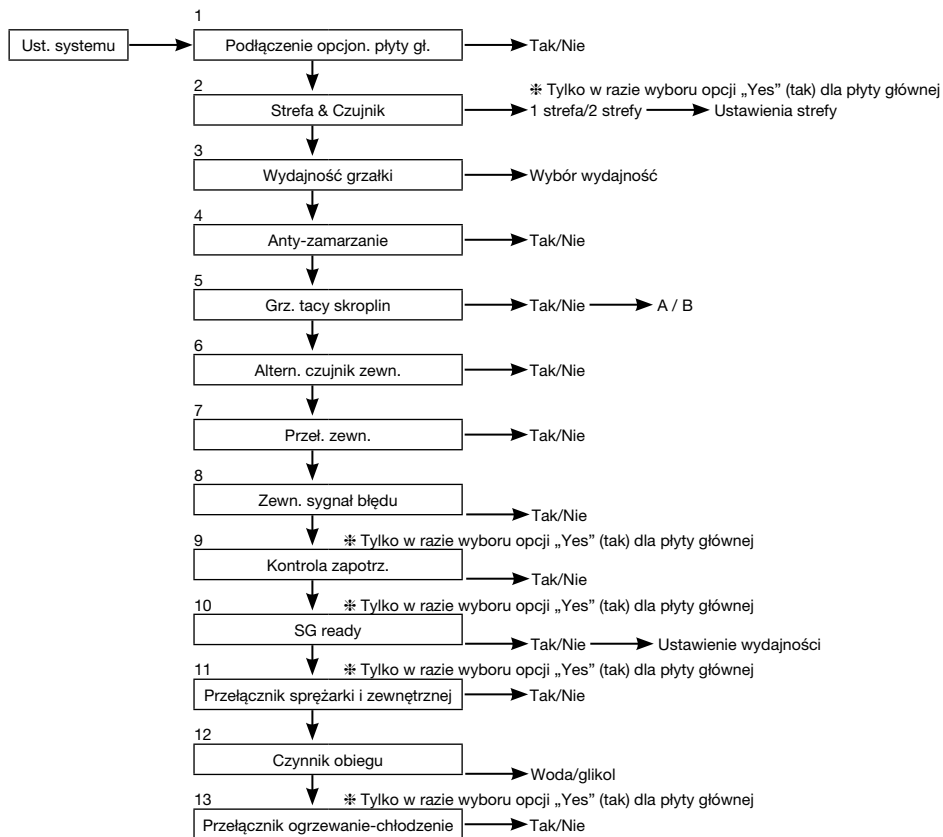 1
Ust. systemu
Podłączenie opcjon. płyty gł.
Tak/Nie
2
❈ Tylko w razie wyboru opcji „Yes” (tak) dla płyty głównej
Strefa & Czujnik
1 strefa/2 strefy
Ustawienia strefy
3
Wydajność grzałki
Wybór wydajność
4
Anty-zamarzanie
Tak/Nie
5
Grz. tacy skroplin
Tak/Nie
A / B
6
Altern. czujnik zewn.
Tak/Nie
7
Przeł. zewn.
Tak/Nie
8
Zewn. sygnał błędu
Tak/Nie
9
❈ Tylko w razie wyboru opcji „Yes” (tak) dla płyty głównej
Kontrola zapotrz.
Tak/Nie
10
❈ Tylko w razie wyboru opcji „Yes” (tak) dla płyty głównej
SG ready
Tak/Nie
Ustawienie wydajności
11
❈ Tylko w razie wyboru opcji „Yes” (tak) dla płyty głównej
Przełącznik sprężarki i zewnętrznej
Tak/Nie
12
Czynnik obiegu
Woda/glikol
13
❈ Tylko w razie wyboru opcji „Yes” (tak) dla płyty głównej
Przełącznik ogrzewanie-chłodzenie
Tak/Nie